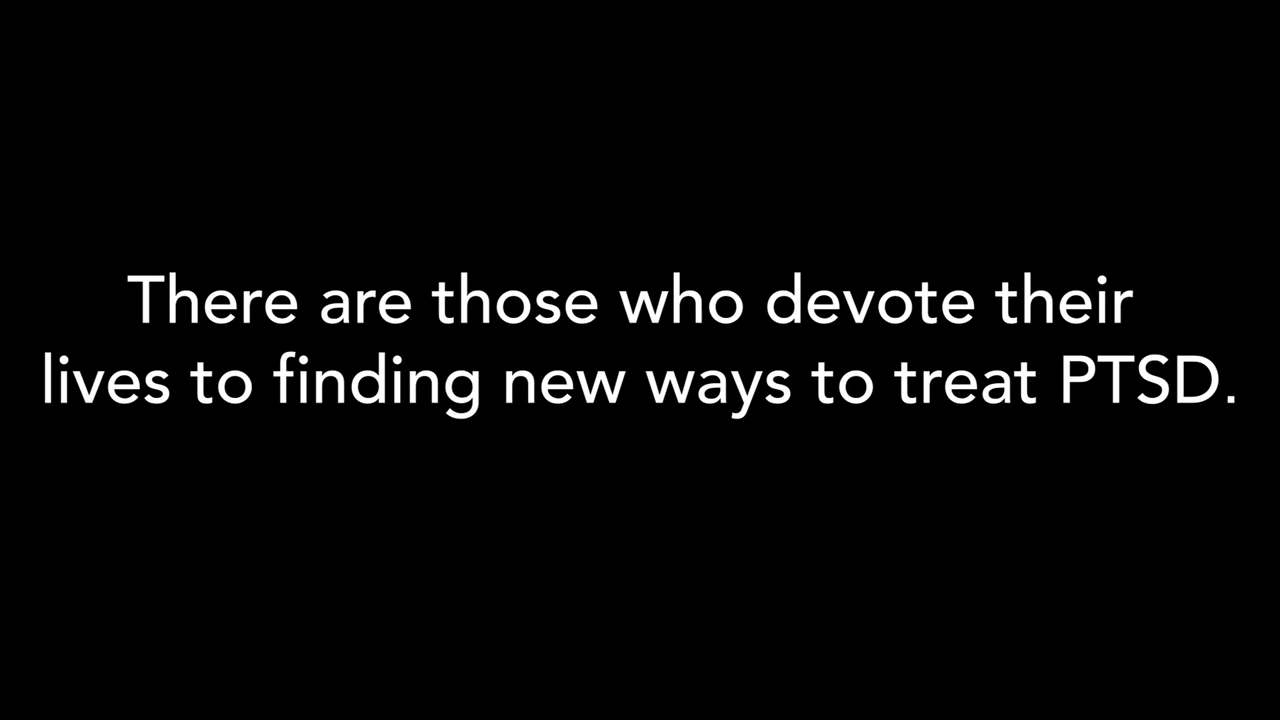 There are those who devote their
lives to finding new ways to treat PTSD.